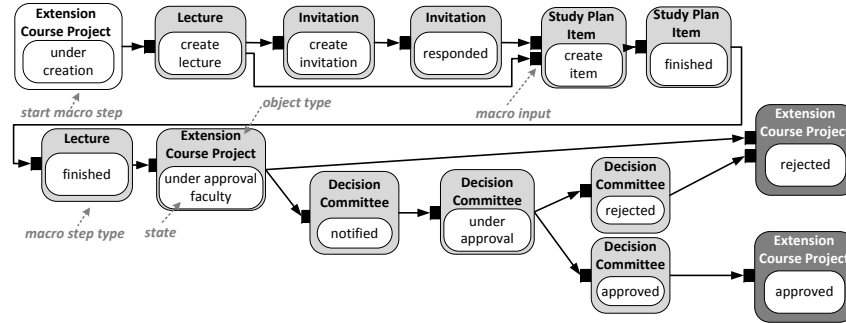 Extension
Course Project
under
creation
Lecture
create
lecture
Invitation
create
invitation
Invitation
responded
Study Plan
Item
create
item
Study Plan
Item
finished
start macro step
object type
macro input
Lecture
finished
Extension
Course Project
under approval
faculty
Decision
Committee
notified
Decision
Committee
under
approval
Decision
Committee
rejected
Decision
Committee
approved
Extension
Course Project
rejected
Extension
Course Project
approved
macro step type
state